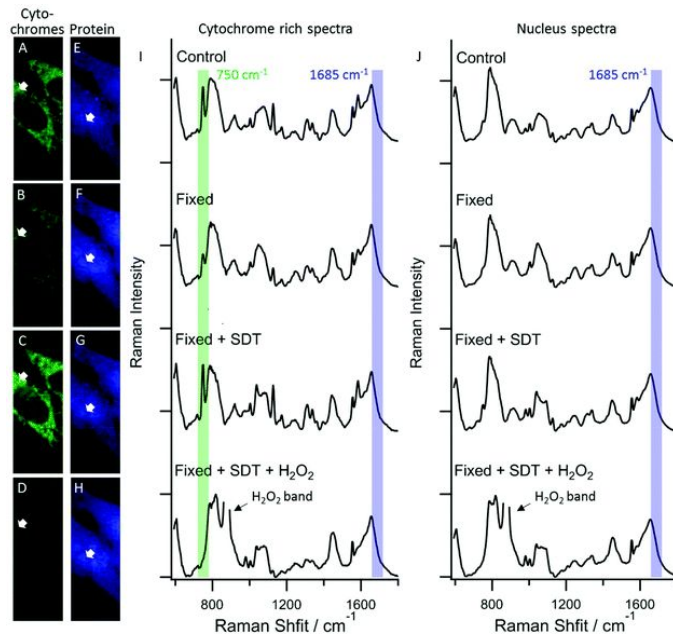 Cyto-
chromes
Protein
A
E
B
F
C
G
D
H
I
Cytochrome rich spectra
Control
750 cm⁻¹
1685 cm⁻¹
Fixed
Fixed + SDT
Fixed + SDT + H₂O₂
H₂O₂ band
Raman Intensity
800
1200
1600
Raman Shfit / cm⁻¹
J
Nucleus spectra
Control
1685 cm⁻¹
Fixed
Fixed + SDT
Fixed + SDT + H₂O₂
H₂O₂ band
Raman Intensity
800
1200
1600
Raman Shfit / cm⁻¹